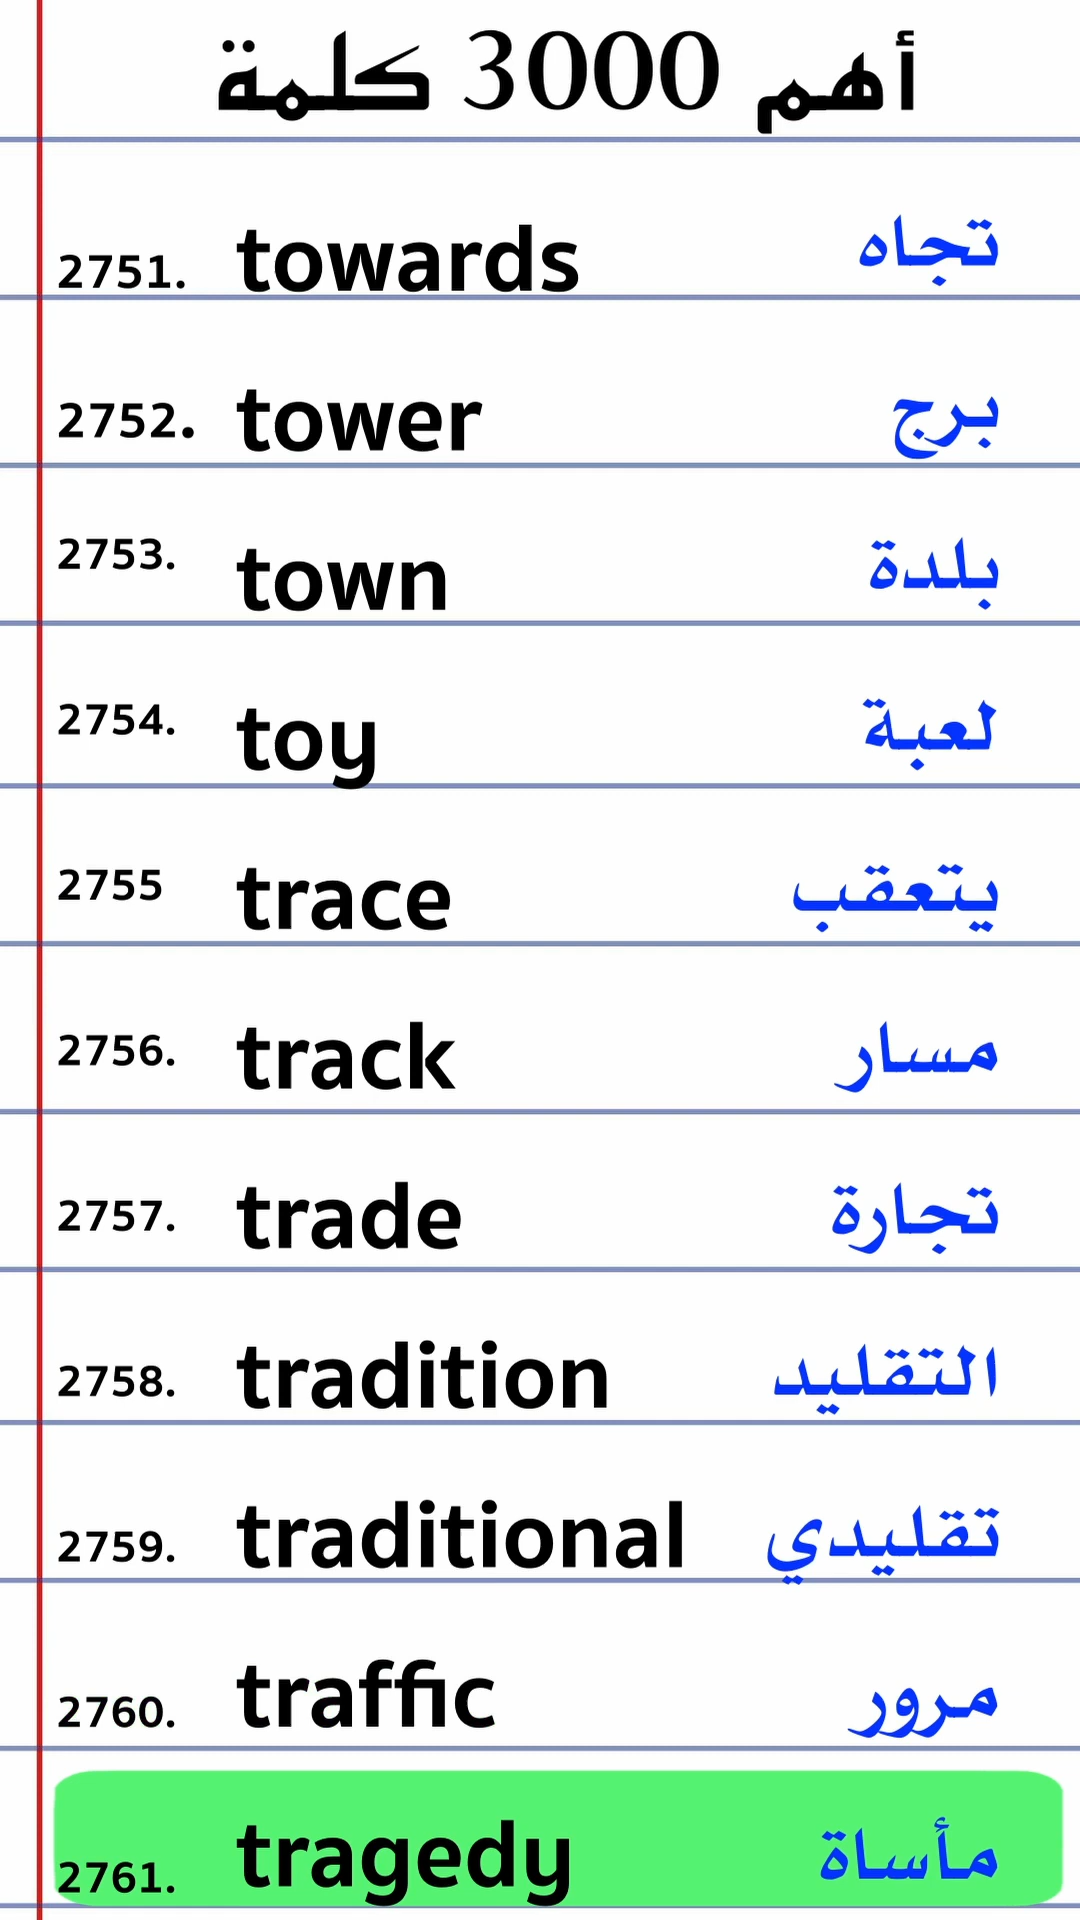 أهم 3000 كلمة
2751. towards تجاه
2752. tower برج
2753. town بلدة
2754. toy لعبة
2755 trace يتعقب
2756. track مسار
2757. trade تجارة
2758. tradition التقليد
2759. traditional تقليدي
2760. traffic مرور
2761. tragedy مأساة